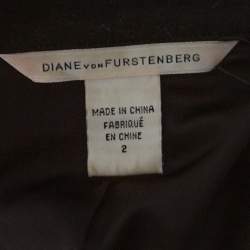 DIANE VON FURSTENBERG
MADE IN CHINA
FABRIQUÉ
EN CHINE
2